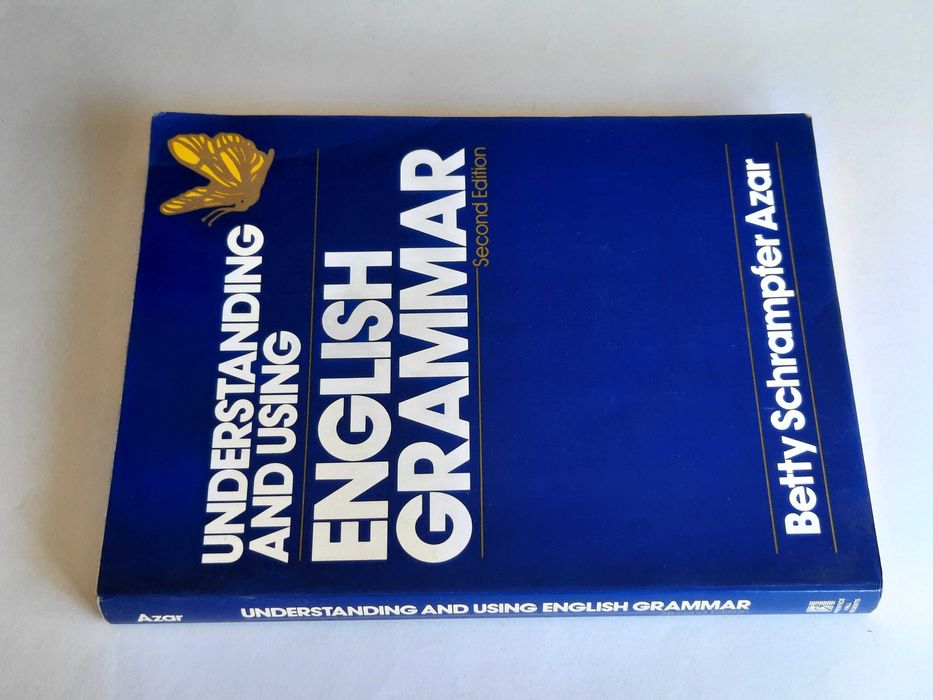 UNDERSTANDING
AND USING
ENGLISH
GRAMMAR
Second Edition
Betty Schrampfer Azar
Azar
UNDERSTANDING AND USING ENGLISH GRAMMAR